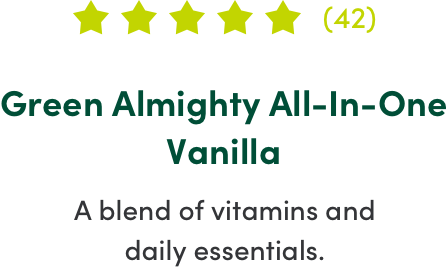 (42)
Green Almighty All-In-One
Vanilla
A blend of vitamins and
daily essentials.